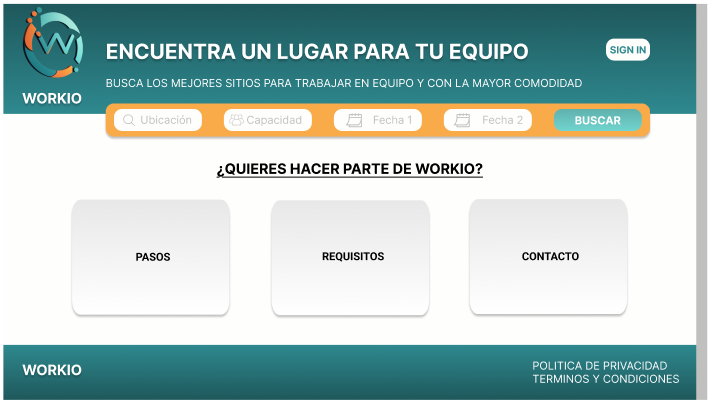 ENCUENTRA UN LUGAR PARA TU EQUIPO
SIGN IN
BUSCA LOS MEJORES SITIOS PARA TRABAJAR EN EQUIPO Y CON LA MAYOR COMODIDAD
WORKIO
Ubicación
Capacidad
Fecha 1
Fecha 2
BUSCAR
¿QUIERES HACER PARTE DE WORKIO?
PASOS
REQUISITOS
CONTACTO
WORKIO
POLITICA DE PRIVACIDAD
TERMINOS Y CONDICIONES